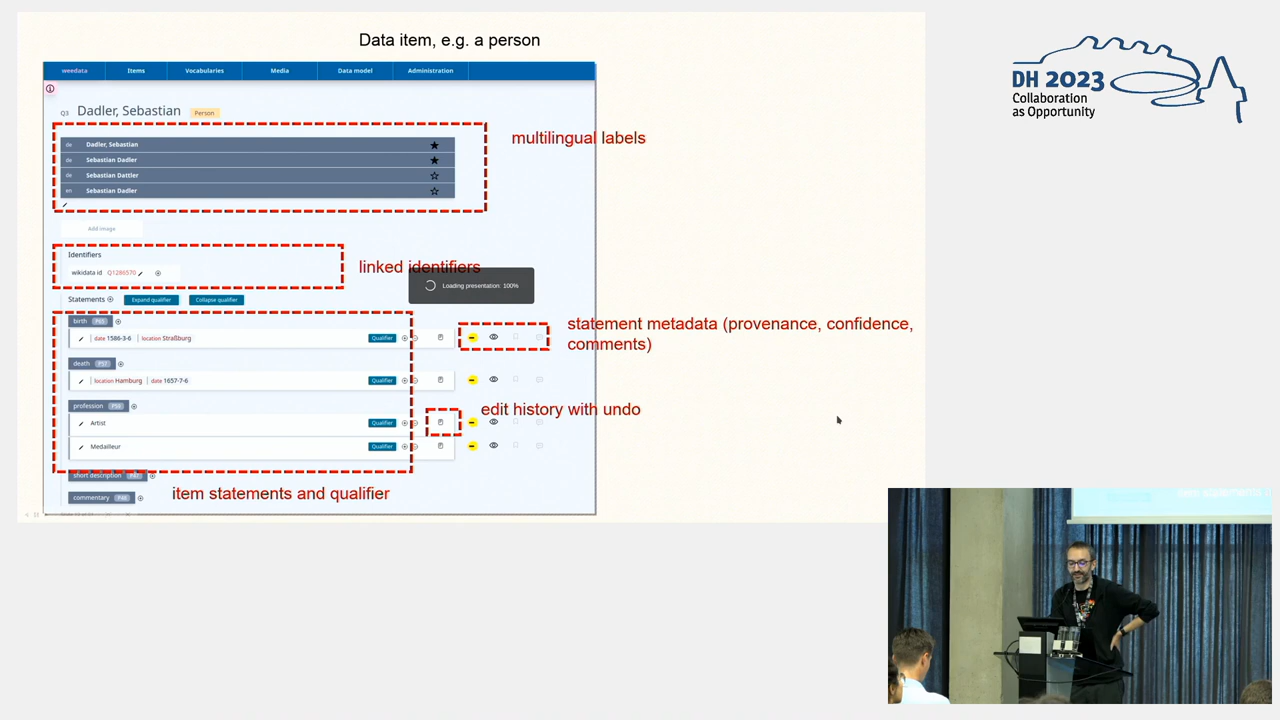 Data item, e.g. a person
DH 2023
Collaboration
as Opportunity
weedata Items Vocabularies Media Data model Administration
Q3 Dadler, Sebastian Person
multilingual labels
de Dadler, Sebastian
de Sebastian Dadler
de Sebastian Dattler
en Sebastian Dadler
Add image
Identifiers
linked identifiers
wikidata id Q1286570
Loading presentation: 100%
Statements Expand qualifier Collapse qualifier
birth P65
statement metadata (provenance, confidence,
comments)
date 1586-3-6 location Straßburg Qualifier
death P57
location Hamburg date 1657-7-6 Qualifier
profession
edit history with undo
Artist Qualifier
Medailleur Qualifier
short description
item statements and qualifier
commentary